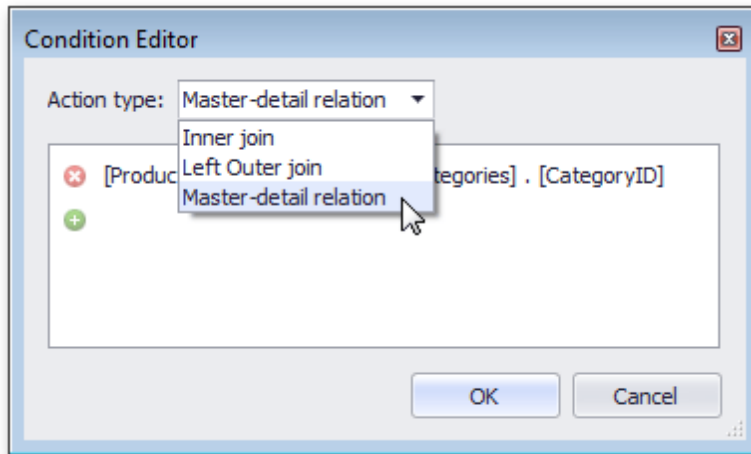 Condition Editor
Action type: Master-detail relation
Inner join
Left Outer join
Master-detail relation
[Produc tegories] . [CategoryID]
OK Cancel